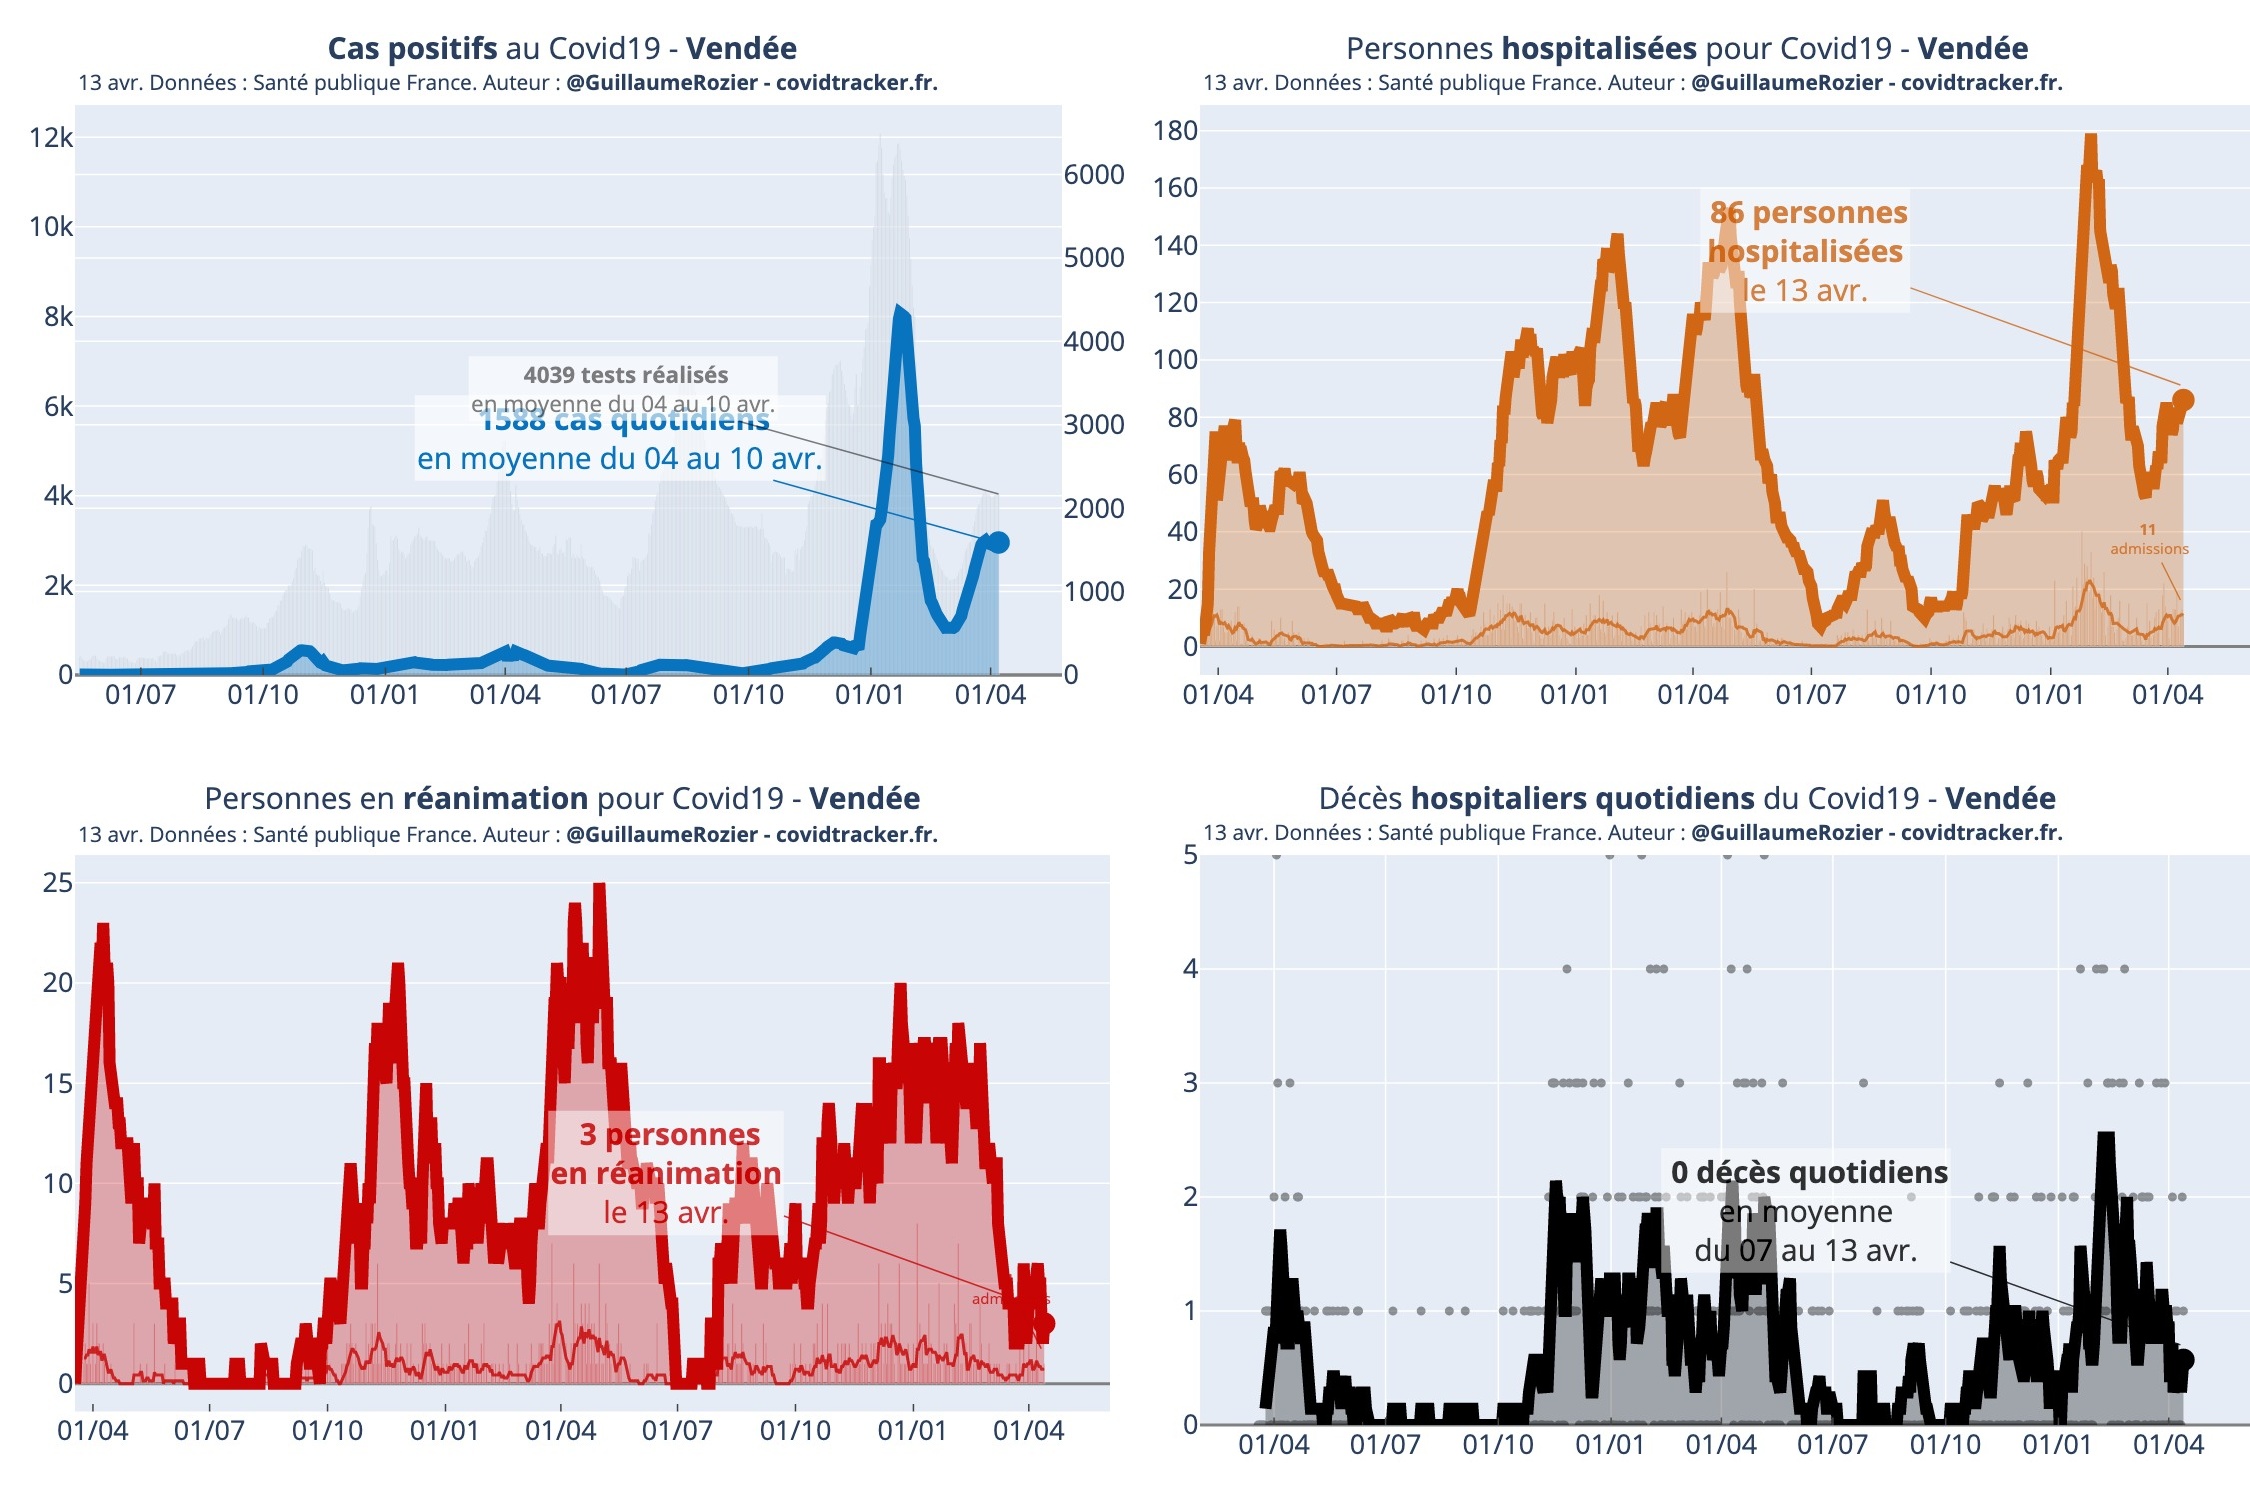 Cas positifs au Covid19 - Vendée
13 avr. Données : Santé publique France. Auteur : @GuillaumeRozier - covidtracker.fr.
12k
10k
8k
6k
4k
2k
0
6000
5000
4000
3000
2000
1000
0
4039 tests réalisés
en moyenne du 04 au 10 avr.
1588 cas quotidiens
en moyenne du 04 au 10 avr.
01/07 01/10 01/01 01/04 01/07 01/10 01/01 01/04
Personnes hospitalisées pour Covid19 - Vendée
13 avr. Données : Santé publique France. Auteur : @GuillaumeRozier - covidtracker.fr.
180
160
140
120
100
80
60
40
20
0
86 personnes
hospitalisées
le 13 avr.
11
admissions
01/04 01/07 01/10 01/01 01/04 01/07 01/10 01/01 01/04
Personnes en réanimation pour Covid19 - Vendée
13 avr. Données : Santé publique France. Auteur : @GuillaumeRozier - covidtracker.fr.
25
20
15
10
5
0
3 personnes
en réanimation
le 13 avr.
01/04 01/07 01/10 01/01 01/04 01/07 01/10 01/01 01/04
Décès hospitaliers quotidiens du Covid19 - Vendée
13 avr. Données : Santé publique France. Auteur : @GuillaumeRozier - covidtracker.fr.
5
4
3
2
1
0
0 décès quotidiens
en moyenne
du 07 au 13 avr.
01/04 01/07 01/10 01/01 01/04 01/07 01/10 01/01 01/04